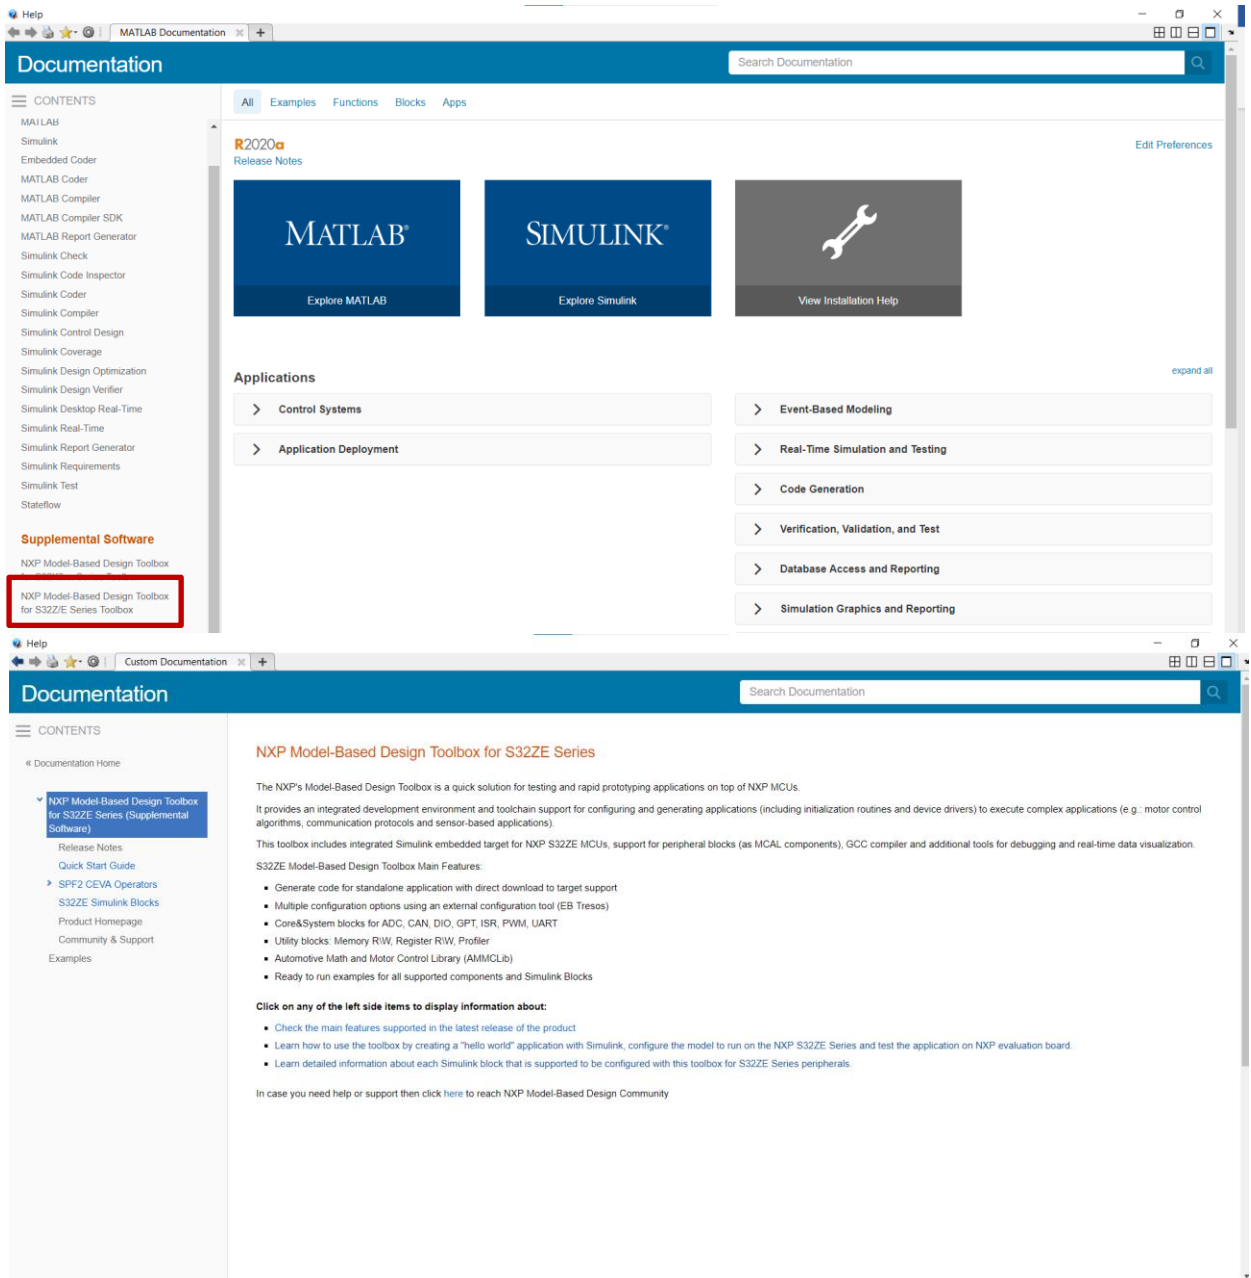 Help
MATLAB Documentation
Documentation
Search Documentation
CONTENTS
MATLAB
Simulink
Embedded Coder
MATLAB Coder
MATLAB Compiler
MATLAB Compiler SDK
MATLAB Report Generator
Simulink Check
Simulink Code Inspector
Simulink Coder
Simulink Compiler
Simulink Control Design
Simulink Coverage
Simulink Design Optimization
Simulink Design Verifier
Simulink Desktop Real-Time
Simulink Real-Time
Simulink Report Generator
Simulink Requirements
Simulink Test
Stateflow
Supplemental Software
NXP Model-Based Design Toolbox
NXP Model-Based Design Toolbox
for S32Z/E Series Toolbox
All Examples Functions Blocks Apps
R2020a
Release Notes
Edit Preferences
MATLAB®
Explore MATLAB
SIMULINK®
Explore Simulink
View Installation Help
Applications
expand all
Control Systems
Application Deployment
Event-Based Modeling
Real-Time Simulation and Testing
Code Generation
Verification, Validation, and Test
Database Access and Reporting
Simulation Graphics and Reporting
Help
Custom Documentation
Documentation
Search Documentation
CONTENTS
« Documentation Home
NXP Model-Based Design Toolbox
for S32ZE Series (Supplemental
Software)
Release Notes
Quick Start Guide
SPF2 CEVA Operators
S32ZE Simulink Blocks
Product Homepage
Community & Support
Examples
NXP Model-Based Design Toolbox for S32ZE Series
The NXP's Model-Based Design Toolbox is a quick solution for testing and rapid prototyping applications on top of NXP MCUs.
It provides an integrated development environment and toolchain support for configuring and generating applications (including initialization routines and device drivers) to execute complex applications (e.g.: motor control
algorithms, communication protocols and sensor-based applications).
This toolbox includes integrated Simulink embedded target for NXP S32ZE MCUs, support for peripheral blocks (as MCAL components), GCC compiler and additional tools for debugging and real-time data visualization.
S32ZE Model-Based Design Toolbox Main Features:
▪ Generate code for standalone application with direct download to target support
▪ Multiple configuration options using an external configuration tool (EB Tresos)
▪ Core&System blocks for ADC, CAN, DIO, GPT, ISR, PWM, UART
▪ Utility blocks: Memory R\W, Register R\W, Profiler
▪ Automotive Math and Motor Control Library (AMMCLib)
▪ Ready to run examples for all supported components and Simulink Blocks
Click on any of the left side items to display information about:
▪ Check the main features supported in the latest release of the product
▪ Learn how to use the toolbox by creating a "hello world" application with Simulink, configure the model to run on the NXP S32ZE Series and test the application on NXP evaluation board.
▪ Learn detailed information about each Simulink block that is supported to be configured with this toolbox for S32ZE Series peripherals.
In case you need help or support then click here to reach NXP Model-Based Design Community